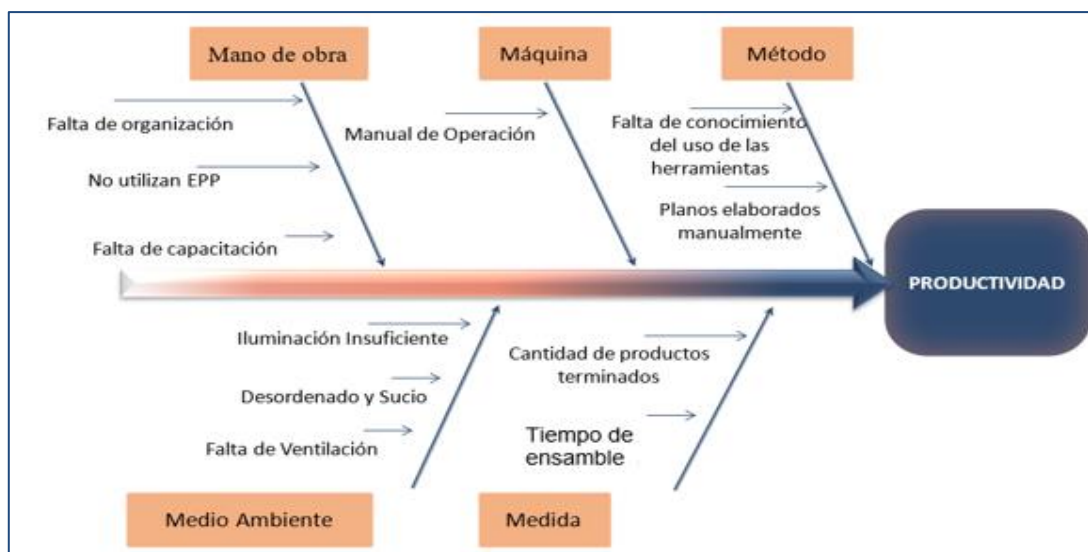 Mano de obra
Máquina
Método
Falta de organización
No utilizan EPP
Falta de capacitación
Manual de Operación
Falta de conocimiento
del uso de las
herramientas
Planos elaborados
manualmente
PRODUCTIVIDAD
Iluminación Insuficiente
Desordenado y Sucio
Falta de Ventilación
Cantidad de productos
terminados
Tiempo de
ensamble
Medio Ambiente
Medida